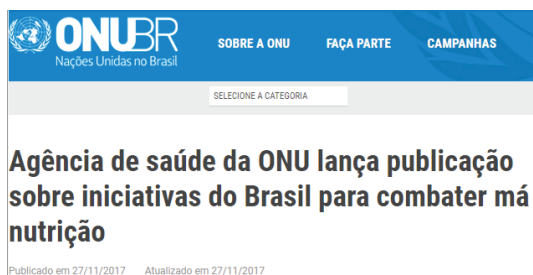 ONUBR
Nações Unidas no Brasil
SOBRE A ONU FAÇA PARTE CAMPANHAS
SELECIONE A CATEGORIA
Agência de saúde da ONU lança publicação
sobre iniciativas do Brasil para combater má
nutrição
Publicado em 27/11/2017 Atualizado em 27/11/2017